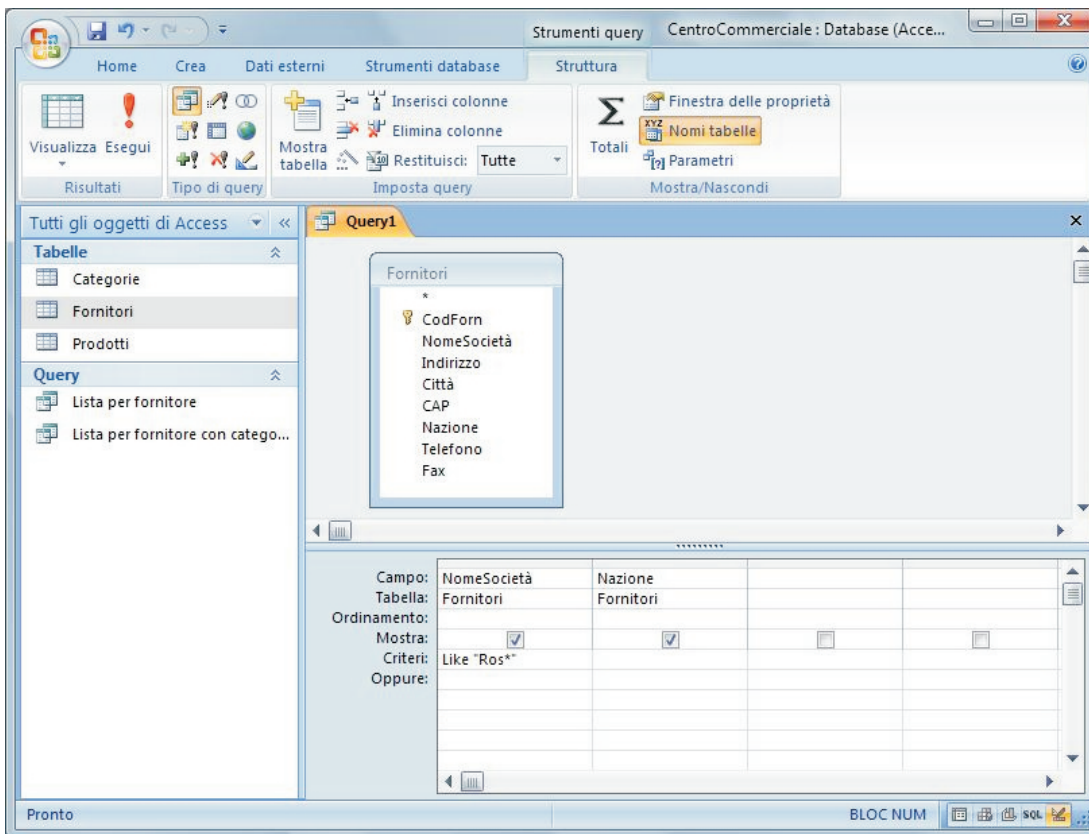 Strumenti query
CentroCommerciale : Database (Acce...
Home
Crea
Dati esterni
Strumenti database
Struttura
Visualizza
Esegui
Risultati
Tipo di query
Mostra
tabella
Inserisci colonne
Elimina colonne
Restituisci: Tutte
Imposta query
Σ
Totali
Finestra delle proprietà
XYZ
Nomi tabelle
[?] Parametri
Mostra/Nascondi
Tutti gli oggetti di Access
Tabelle
Categorie
Fornitori
Prodotti
Query
Lista per fornitore
Lista per fornitore con catego...
Query1
Fornitori
*
CodForn
NomeSocietà
Indirizzo
Città
CAP
Nazione
Telefono
Fax
Campo: NomeSocietà Nazione
Tabella: Fornitori Fornitori
Ordinamento:
Mostra:
Criteri: Like "Ros*"
Oppure:
Pronto
BLOC NUM
SQL